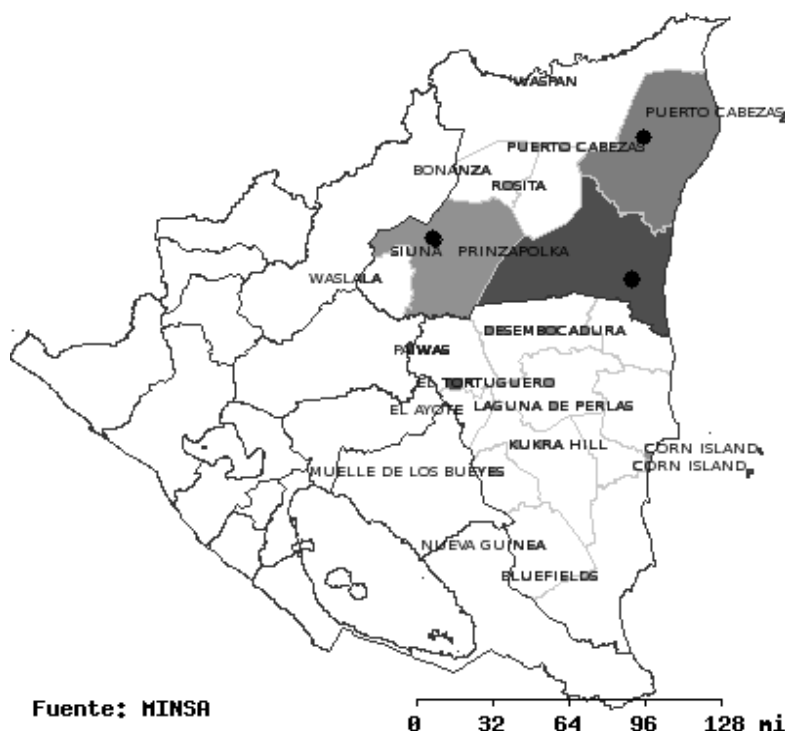 WASPAN
PUERTO CABEZAS
PUERTO CABEZAS
BONANZA
ROSITA
SIUNA
PRINZAPOLKA
WASLALA
DESEMBOCADURA
PAIWAS
EL TORTUGUERO
EL AYOTE
LAGUNA DE PERLAS
KUKRA HILL
CORN ISLAND
CORN ISLAND
MUELLE DE LOS BUEYES
NUEVA GUINEA
BLUEFIELDS
Fuente: MINSA
0 32 64 96 128 mi